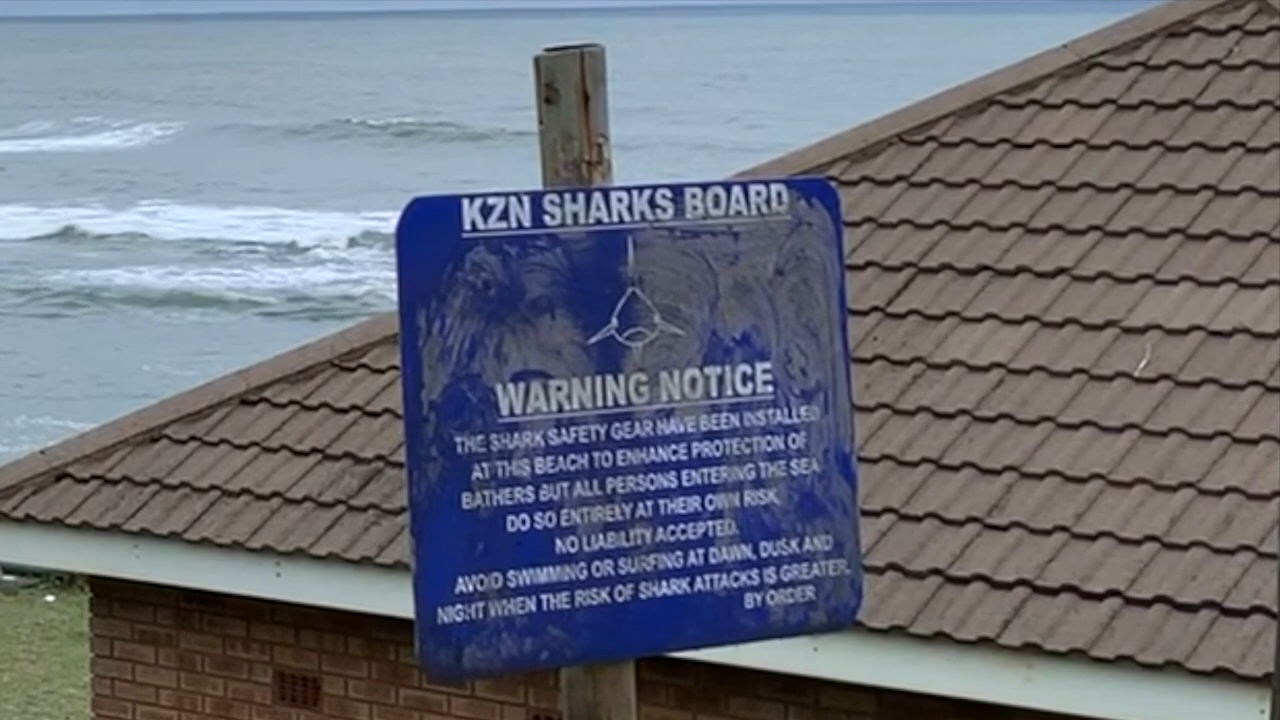 KZN SHARKS BOARD
WARNING NOTICE
THE SHARK SAFETY GEAR HAVE BEEN INSTALLED
AT THIS BEACH TO ENHANCE PROTECTION OF
BATHERS BUT ALL PERSONS ENTERING THE SEA
DO SO ENTIRELY AT THEIR OWN RISK.
NO LIABILITY ACCEPTED.
AVOID SWIMMING OR SURFING AT DAWN, DUSK AND
NIGHT WHEN THE RISK OF SHARK ATTACKS IS GREATER.
BY ORDER